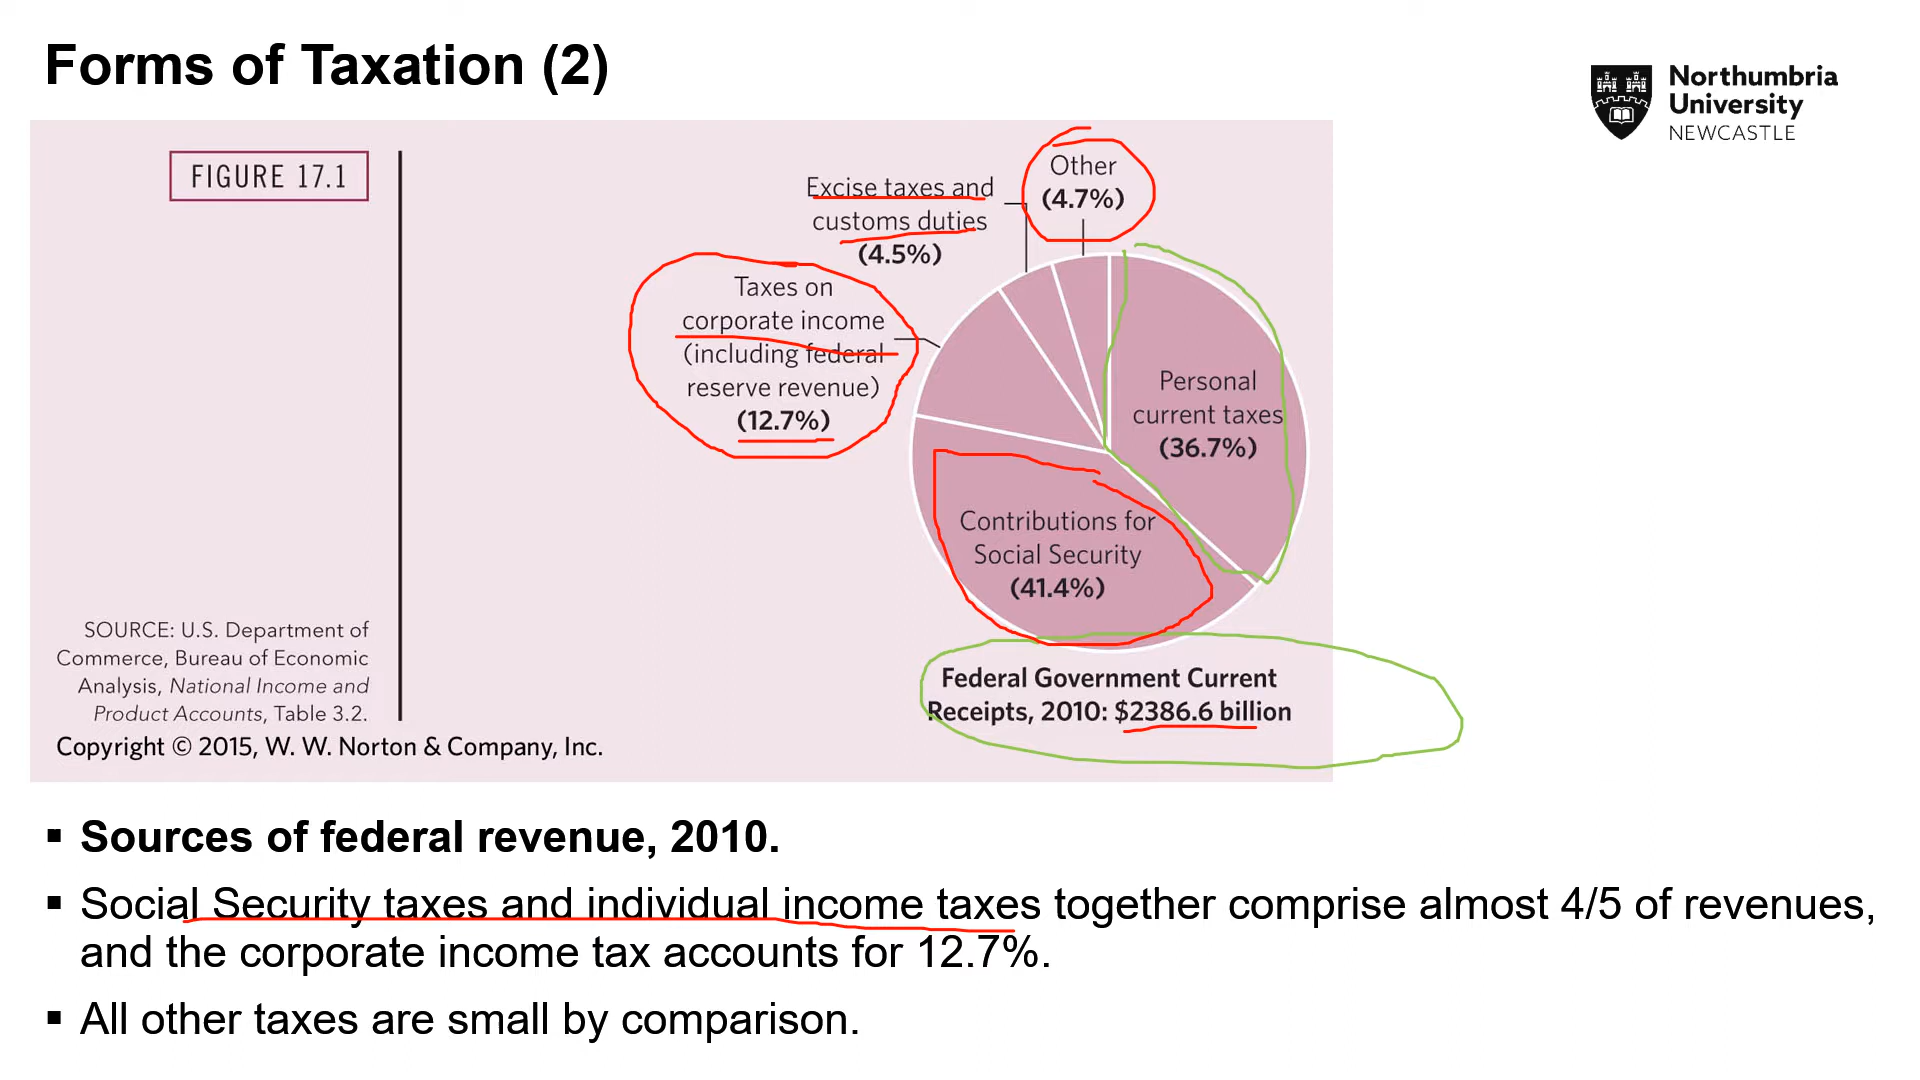 Forms of Taxation (2)
Northumbria
University
NEWCASTLE
FIGURE 17.1
Other
(4.7%)
Excise taxes and
customs duties
(4.5%)
Taxes on
corporate income
(including federal
reserve revenue)
(12.7%)
Personal
current taxes
(36.7%)
Contributions for
Social Security
(41.4%)
Federal Government Current
Receipts, 2010: $2386.6 billion
SOURCE: U.S. Department of
Commerce, Bureau of Economic
Analysis, National Income and
Product Accounts, Table 3.2.
Copyright © 2015, W. W. Norton & Company, Inc.
▪ Sources of federal revenue, 2010.
▪ Social Security taxes and individual income taxes together comprise almost 4/5 of revenues,
and the corporate income tax accounts for 12.7%.
▪ All other taxes are small by comparison.